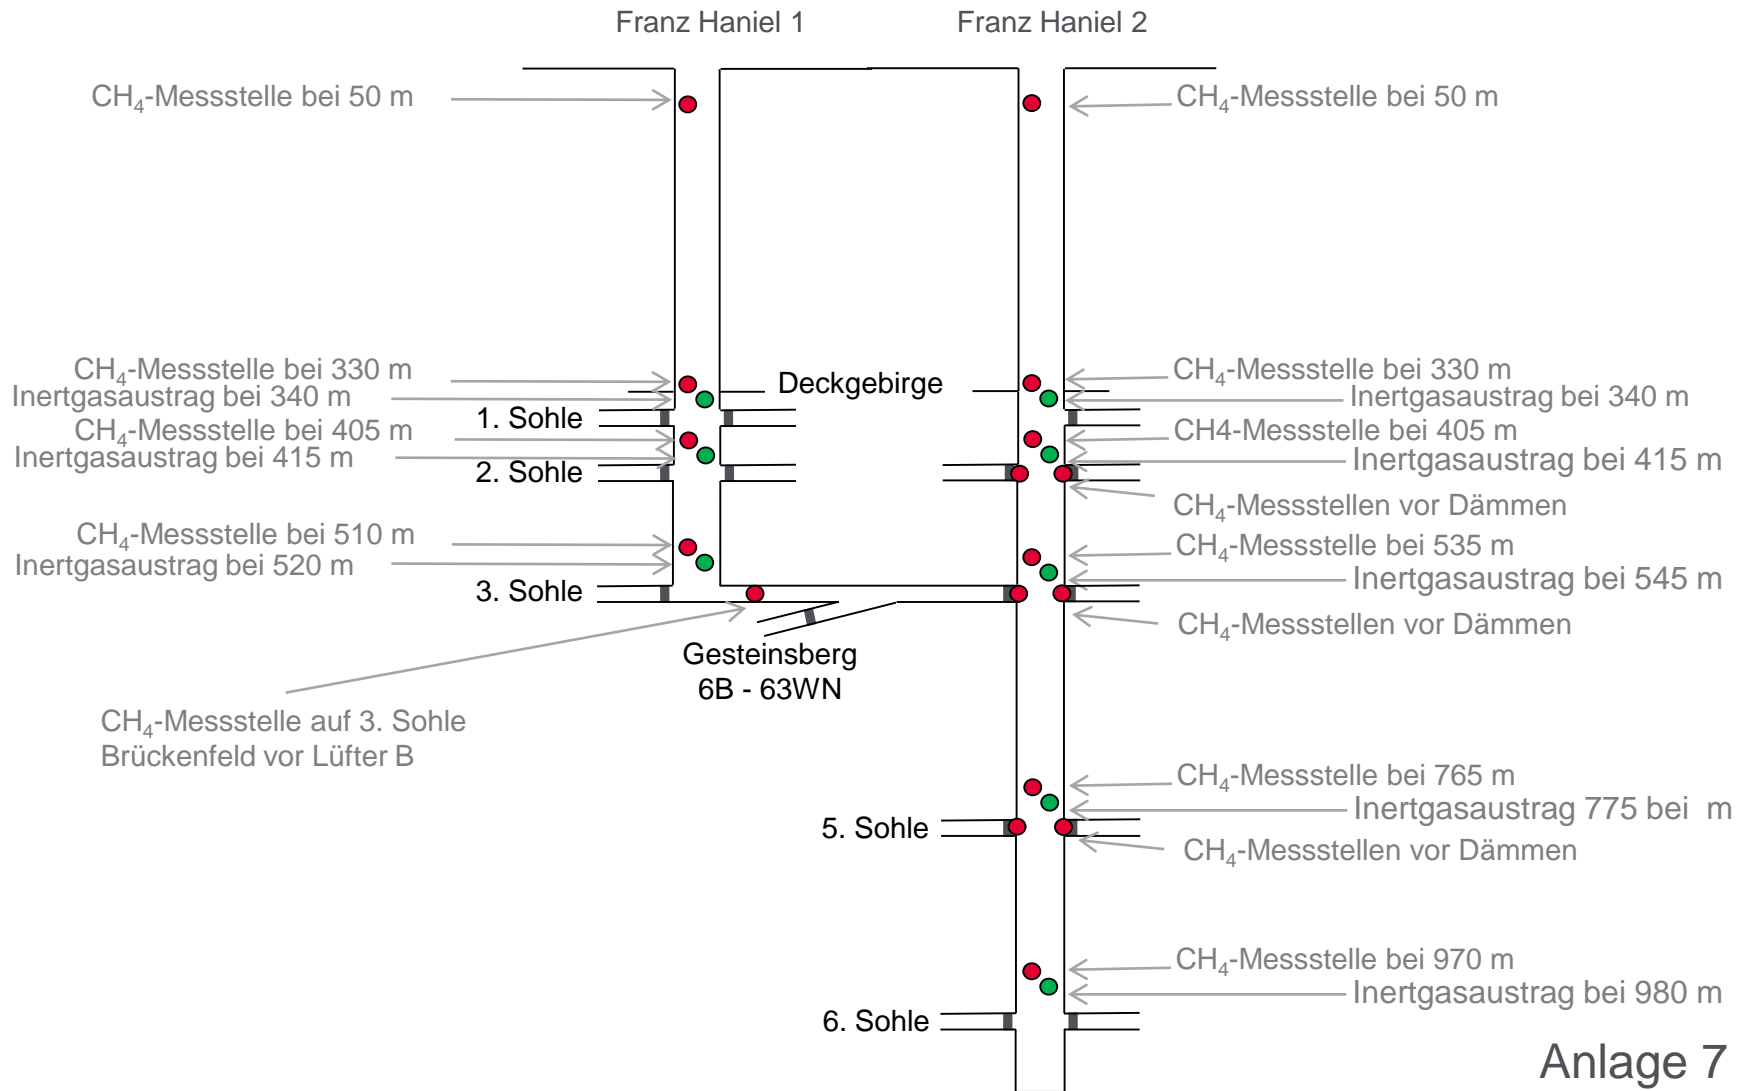 Franz Haniel 1
Franz Haniel 2
CH₄-Messstelle bei 50 m
CH₄-Messstelle bei 50 m
CH₄-Messstelle bei 330 m
Inertgasaustrag bei 340 m
Deckgebirge
CH₄-Messstelle bei 330 m
Inertgasaustrag bei 340 m
1. Sohle
CH₄-Messstelle bei 405 m
Inertgasaustrag bei 415 m
CH4-Messstelle bei 405 m
Inertgasaustrag bei 415 m
2. Sohle
CH₄-Messstellen vor Dämmen
CH₄-Messstelle bei 510 m
Inertgasaustrag bei 520 m
CH₄-Messstelle bei 535 m
Inertgasaustrag bei 545 m
3. Sohle
CH₄-Messstellen vor Dämmen
Gesteinsberg
6B - 63WN
CH₄-Messstelle auf 3. Sohle
Brückenfeld vor Lüfter B
CH₄-Messstelle bei 765 m
Inertgasaustrag 775 bei  m
5. Sohle
CH₄-Messstellen vor Dämmen
CH₄-Messstelle bei 970 m
Inertgasaustrag bei 980 m
6. Sohle
Anlage 7